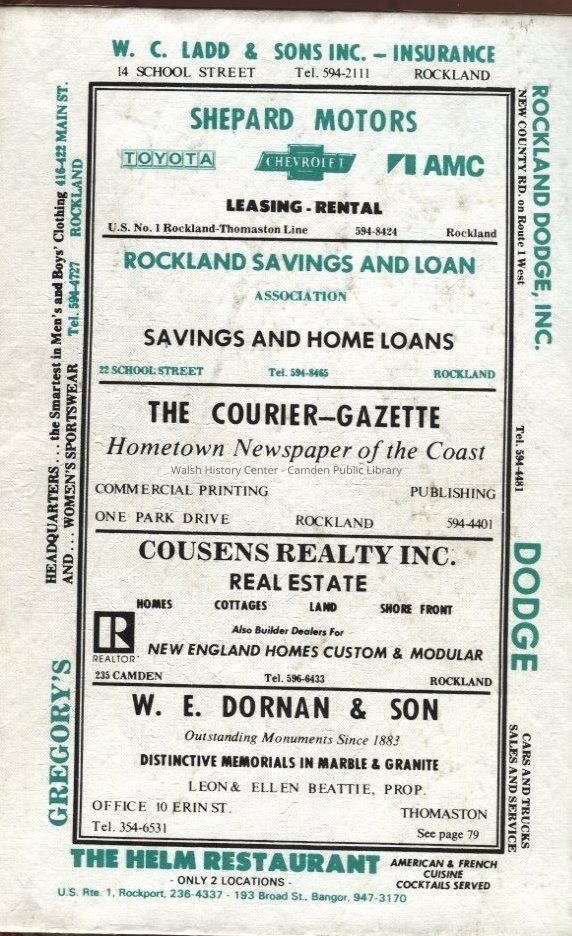 W. C. LADD & SONS INC. – INSURANCE
14 SCHOOL STREET Tel. 594-2111 ROCKLAND
SHEPARD MOTORS
TOYOTA CHEVROLET AMC
LEASING - RENTAL
U.S. No. 1 Rockland-Thomaston Line 594-8424 Rockland
ROCKLAND SAVINGS AND LOAN
ASSOCIATION
SAVINGS AND HOME LOANS
22 SCHOOL STREET Tel. 594-8465 ROCKLAND
THE COURIER–GAZETTE
Hometown Newspaper of the Coast
Walsh History Center - Camden Public Library
COMMERCIAL PRINTING PUBLISHING
ONE PARK DRIVE ROCKLAND 594-4401
COUSENS REALTY INC.
REAL ESTATE
HOMES COTTAGES LAND SHORE FRONT
Also Builder Dealers For
R
REALTOR®
NEW ENGLAND HOMES CUSTOM & MODULAR
235 CAMDEN Tel. 596-6433 ROCKLAND
W. E. DORNAN & SON
Outstanding Monuments Since 1883
DISTINCTIVE MEMORIALS IN MARBLE & GRANITE
LEON & ELLEN BEATTIE, PROP.
OFFICE 10 ERIN ST. THOMASTON
Tel. 354-6531 See page 79
THE HELM RESTAURANT
- ONLY 2 LOCATIONS -
AMERICAN & FRENCH
CUISINE
COCKTAILS SERVED
U.S. Rte. 1, Rockport, 236-4337 - 193 Broad St., Bangor, 947-3170
GREGORY'S
HEADQUARTERS . . . the Smartest in Men's and Boys' Clothing 416-422 MAIN ST.
AND . . . WOMEN'S SPORTSWEAR Tel. 594-4727 ROCKLAND
ROCKLAND DODGE, INC.
NEW COUNTY RD. on Route 1 West
Tel. 594-4481
DODGE
CARS AND TRUCKS
SALES AND SERVICE